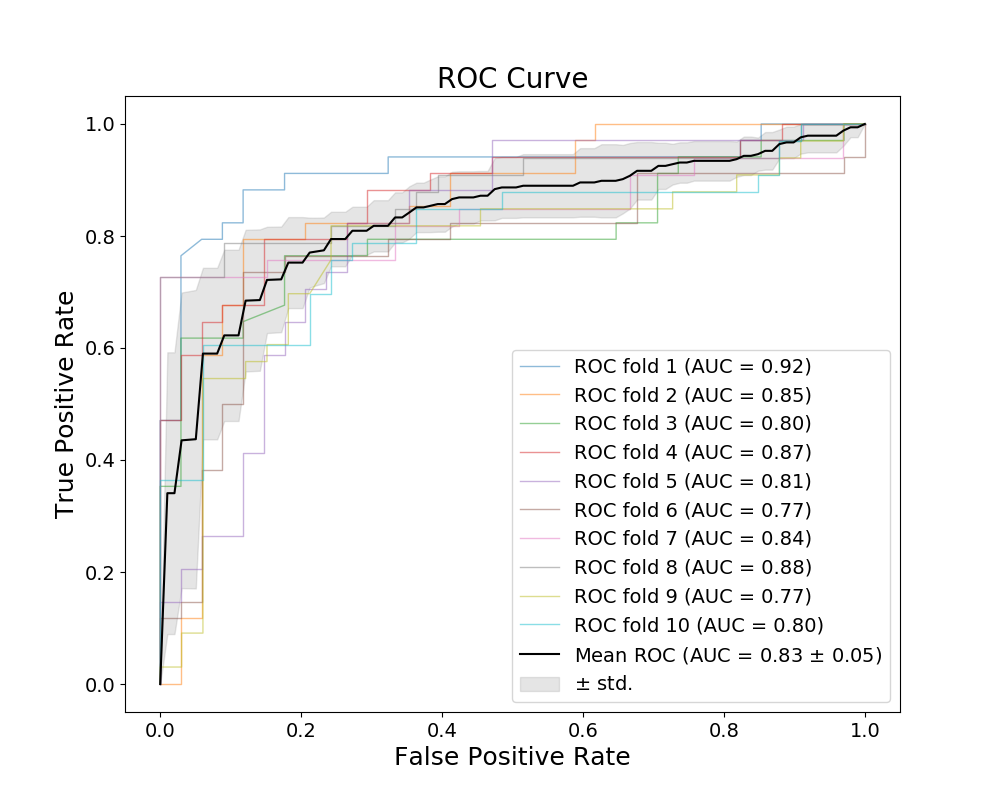 ROC Curve
1.0
0.8
0.6
0.4
0.2
0.0
True Positive Rate
ROC fold 1 (AUC = 0.92)
ROC fold 2 (AUC = 0.85)
ROC fold 3 (AUC = 0.80)
ROC fold 4 (AUC = 0.87)
ROC fold 5 (AUC = 0.81)
ROC fold 6 (AUC = 0.77)
ROC fold 7 (AUC = 0.84)
ROC fold 8 (AUC = 0.88)
ROC fold 9 (AUC = 0.77)
ROC fold 10 (AUC = 0.80)
Mean ROC (AUC = 0.83 ± 0.05)
± std.
0.0 0.2 0.4 0.6 0.8 1.0
False Positive Rate